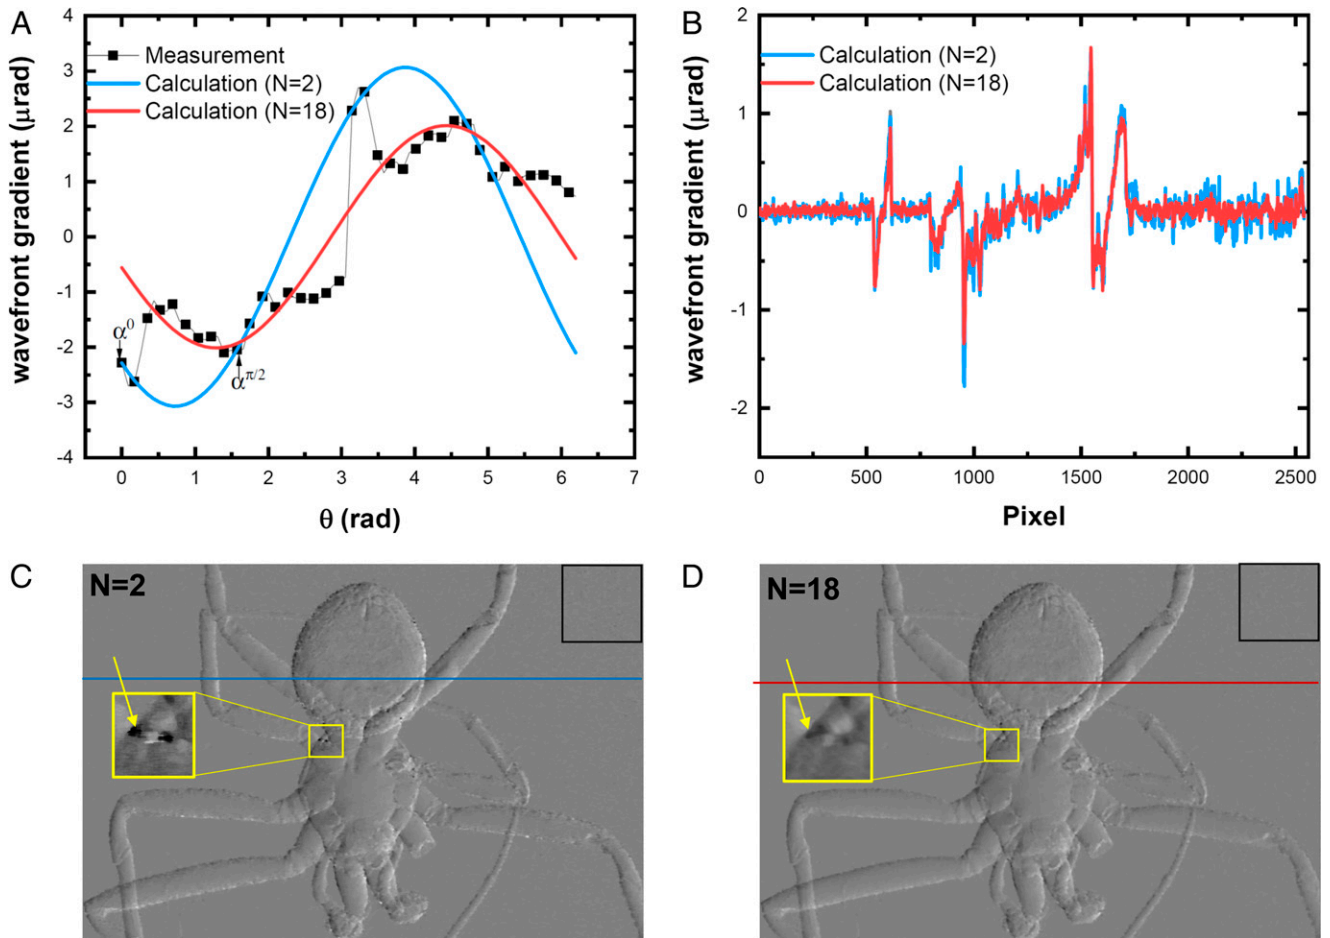 A
4
3
2
1
0
-1
-2
-3
-4
wavefront gradient (μrad)
Measurement
Calculation (N=2)
Calculation (N=18)
α⁰
α^π/2
0 1 2 3 4 5 6 7
θ (rad)
B
2
1
0
-1
-2
wavefront gradient (μrad)
Calculation (N=2)
Calculation (N=18)
0 500 1000 1500 2000 2500
Pixel
C
N=2
D
N=18